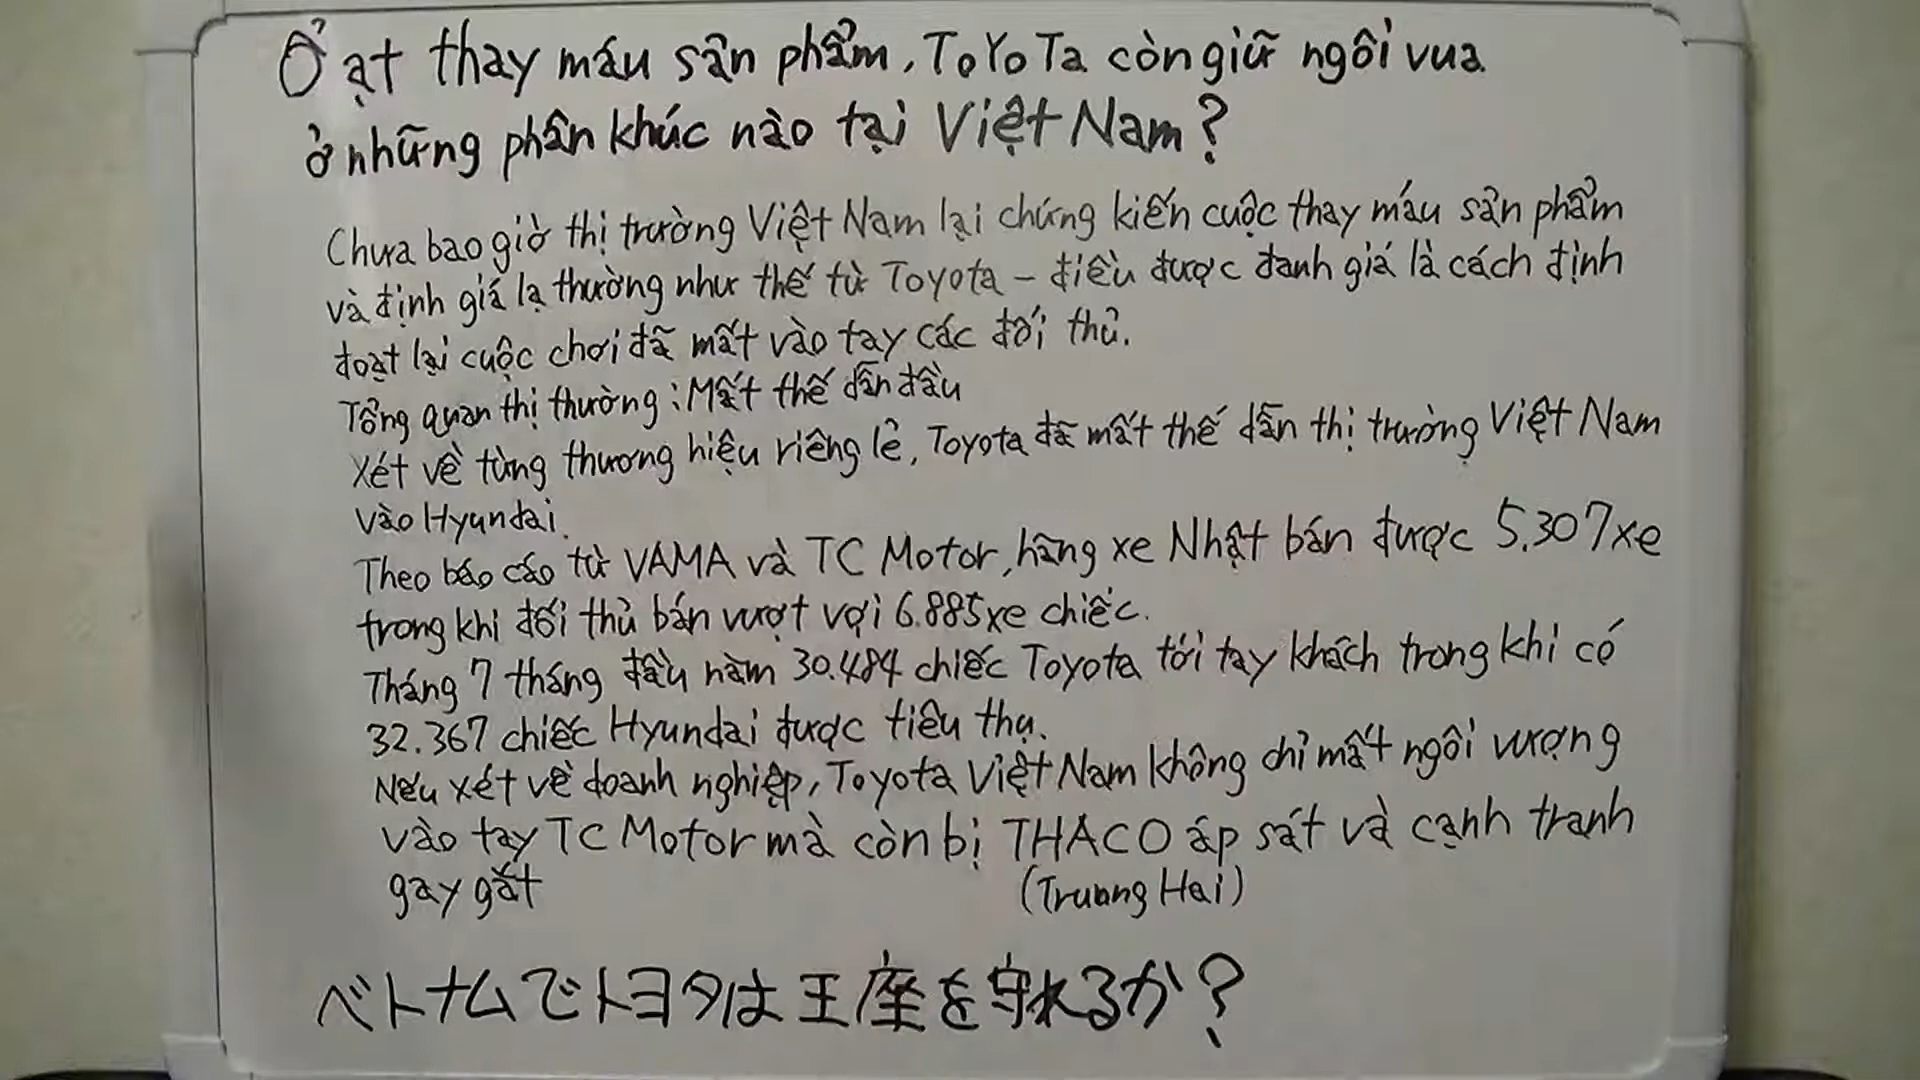 Ổ ạt thay máu sản phẩm, ToYoTa còn giữ ngôi vua
ở những phân khúc nào tại Việt Nam?
Chưa bao giờ thị trường Việt Nam lại chứng kiến cuộc thay máu sản phẩm
và định giá lạ thường như thế từ Toyota - điều được đanh giá là cách định
đoạt lại cuộc chơi đã mất vào tay các đối thủ.
Tổng quan thị thường: Mất thế dẫn đầu
Xét về từng thương hiệu riêng lẻ, Toyota đã mất thế dẫn thị trường Việt Nam
vào Hyundai.
Theo báo cáo từ VAMA và TC Motor, hãng xe Nhật bán được 5.307xe
trong khi đối thủ bán vượt vợi 6.885xe chiếc.
Tháng 7 tháng đầu năm 30.484 chiếc Toyota tới tay khách trong khi có
32.367 chiếc Hyundai được tiêu thụ.
Nếu xét về doanh nghiệp, Toyota Việt Nam không chỉ mất ngôi vượng
vào tay TC Motor mà còn bị THACO áp sát và cạnh tranh
gay gắt
(Truong Hai)
ベトナムでトヨタは王座を守れるか?